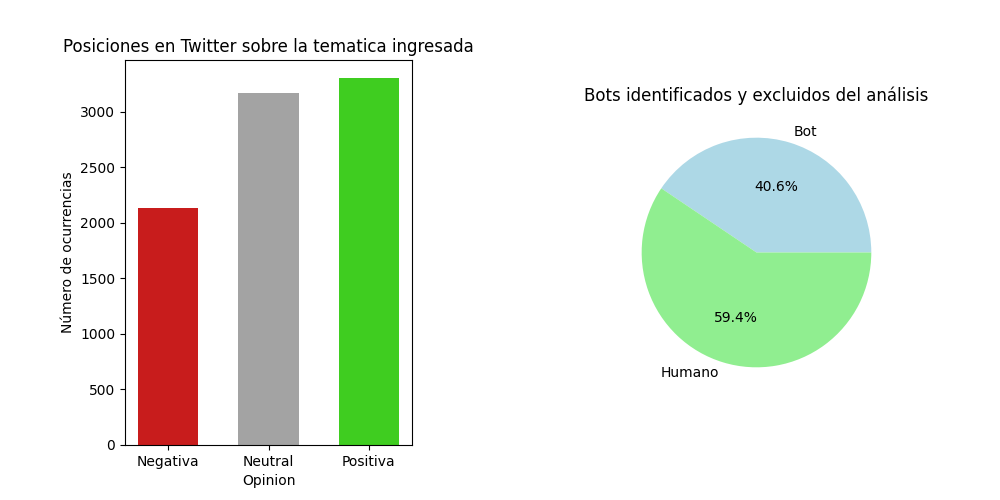 Posiciones en Twitter sobre la tematica ingresada
Número de ocurrencias
3000
2500
2000
1500
1000
500
0
Negativa
Neutral
Positiva
Opinion
Bots identificados y excluidos del análisis
Bot
40.6%
59.4%
Humano